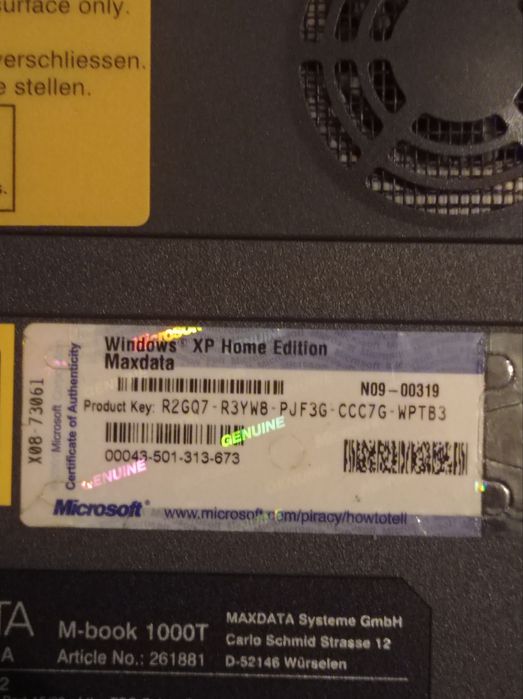 surface only.
verschliessen.
stellen.
Windows® XP Home Edition
Maxdata
N09-00319
Product Key: R2GQ7-R3YW8-PJF3G-CCC7G-WPTB3
00043-501-313-673
GENUINE
GENUINE
Microsoft
X08-73061
Microsoft
Certificate of Authenticity
Microsoft® www.microsoft.com/piracy/howtotell
M-book 1000T
Article No.: 261881
MAXDATA Systeme GmbH
Carlo Schmid Strasse 12
D-52146 Würselen